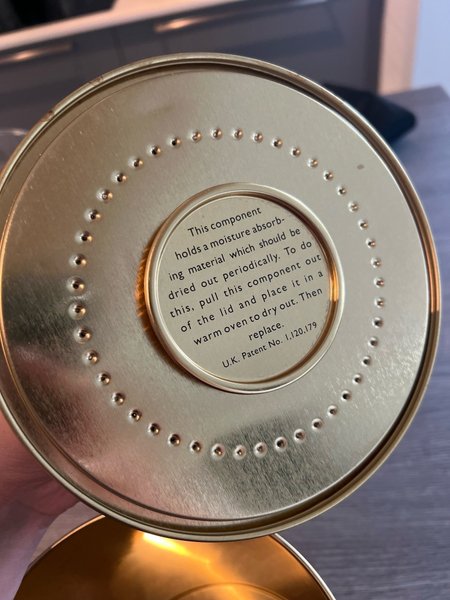 This component
holds a moisture absorb-
ing material which should be
dried out periodically. To do
this, pull this component out
of the lid and place it in a
warm oven to dry out. Then
replace.
U.K. Patent No. 1,120,179